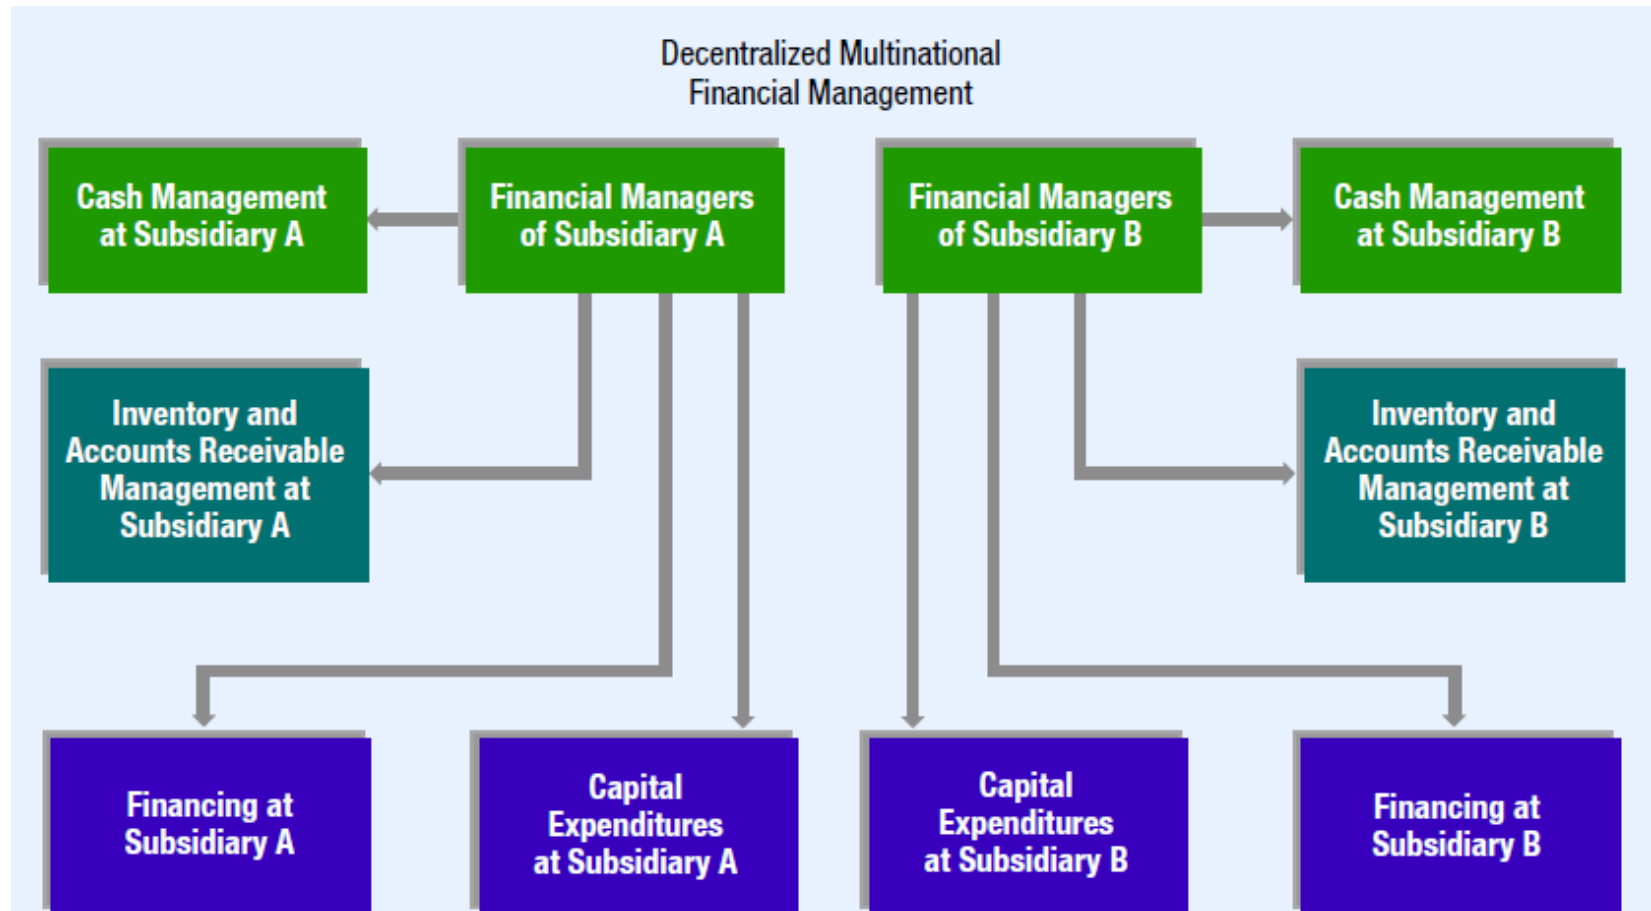 Decentralized Multinational
Financial Management
Cash Management
at Subsidiary A
Financial Managers
of Subsidiary A
Financial Managers
of Subsidiary B
Cash Management
at Subsidiary B
Inventory and
Accounts Receivable
Management at
Subsidiary A
Inventory and
Accounts Receivable
Management at
Subsidiary B
Financing at
Subsidiary A
Capital
Expenditures
at Subsidiary A
Capital
Expenditures
at Subsidiary B
Financing at
Subsidiary B